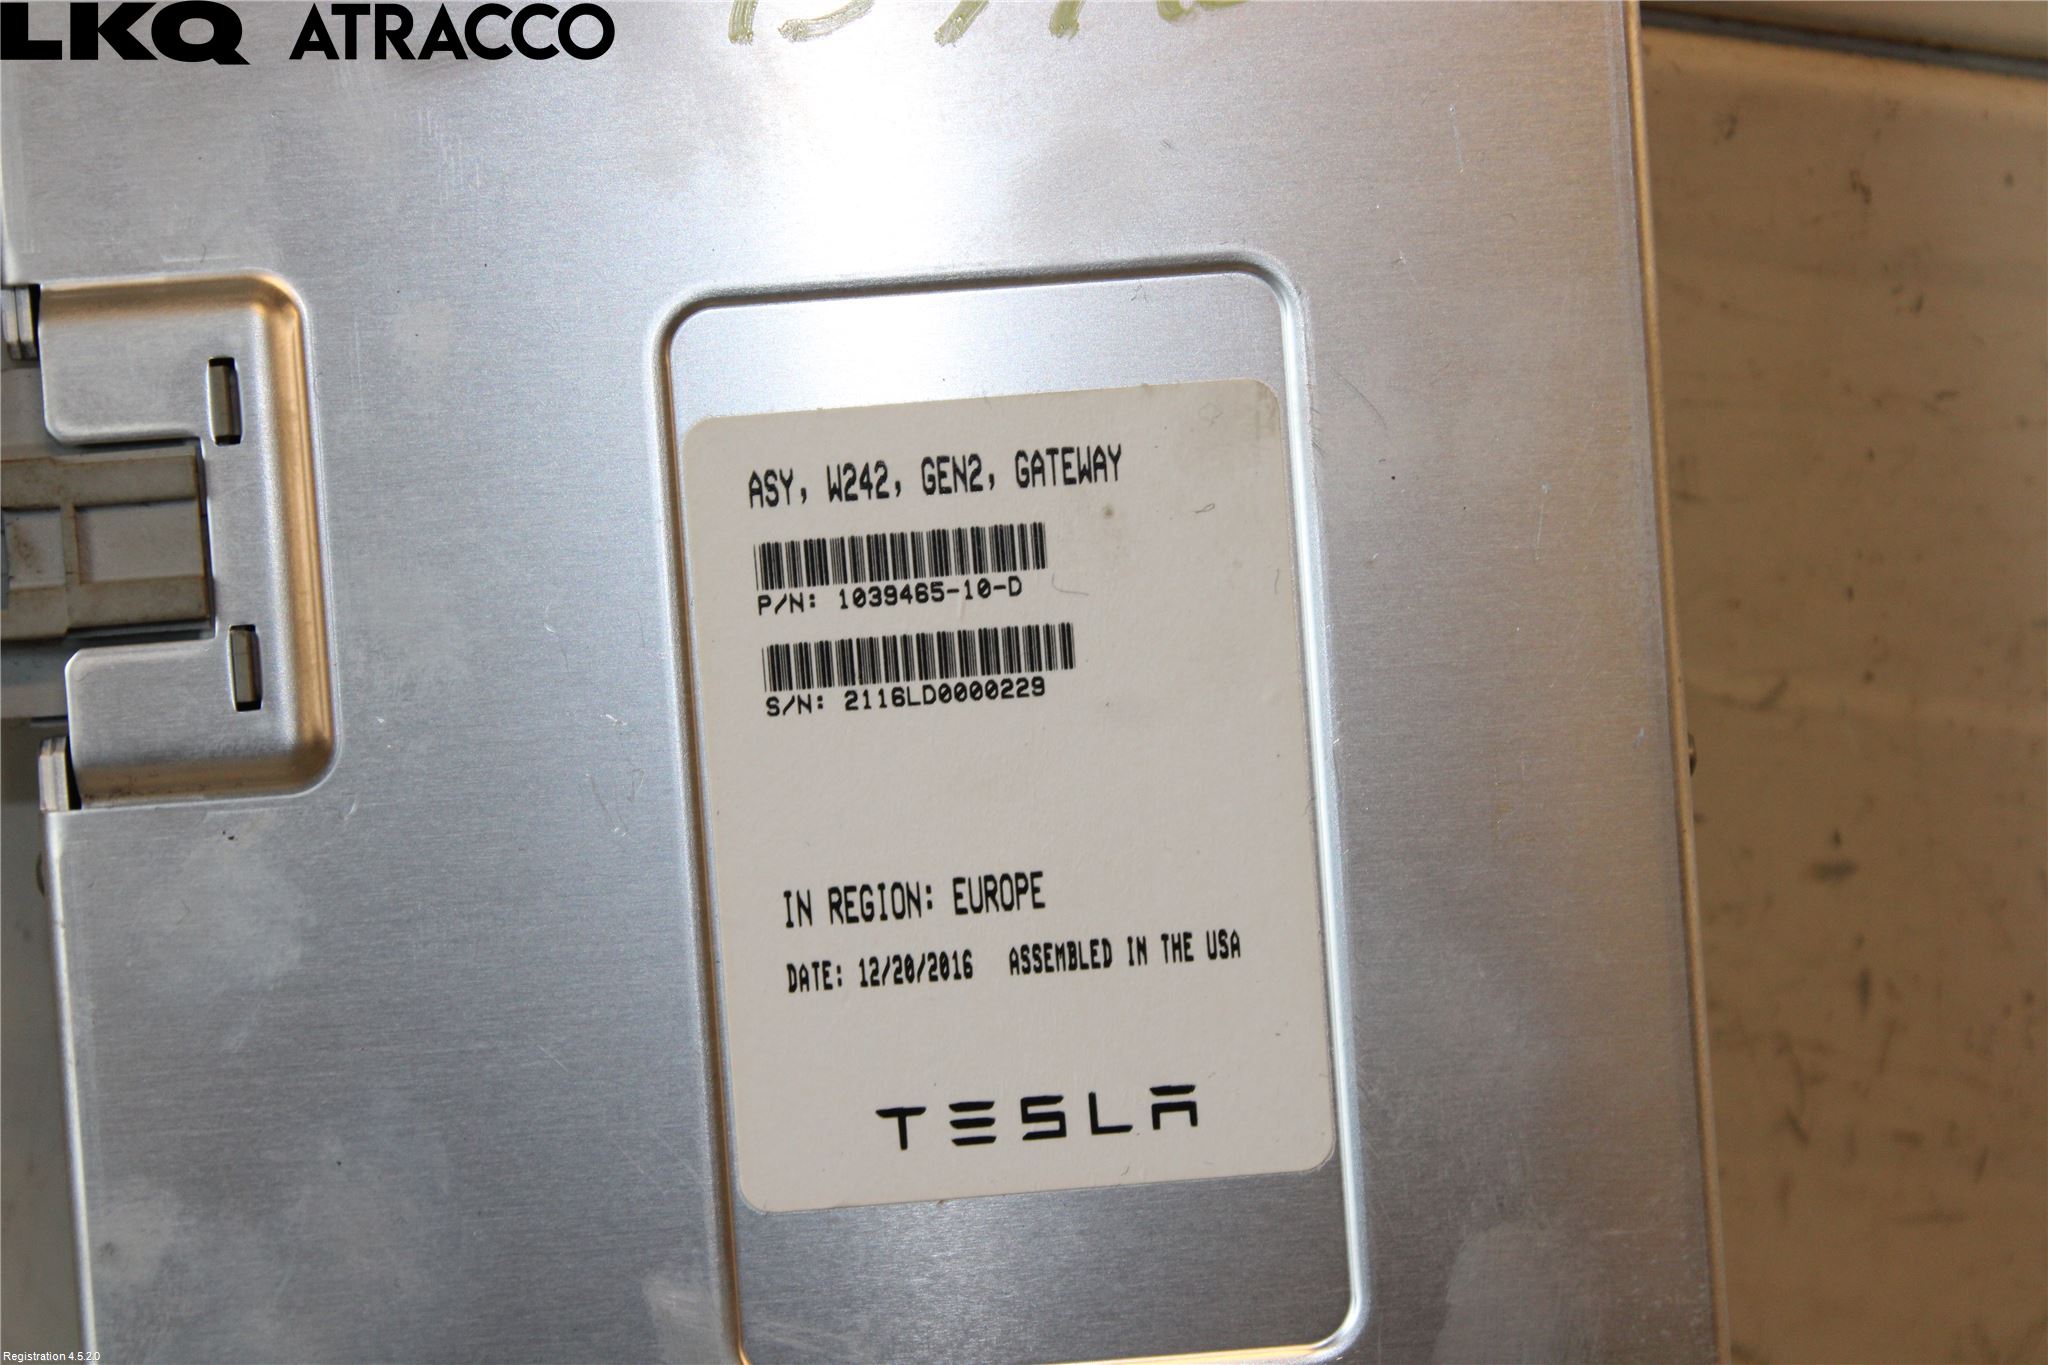 LKQ ATRACCO
ASY, W242, GEN2, GATEWAY
P/N: 1039465-10-D
S/N: 2116LD0000229
IN REGION: EUROPE
DATE: 12/20/2016 ASSEMBLED IN THE USA
TESLA
Registration 4.5.2.0